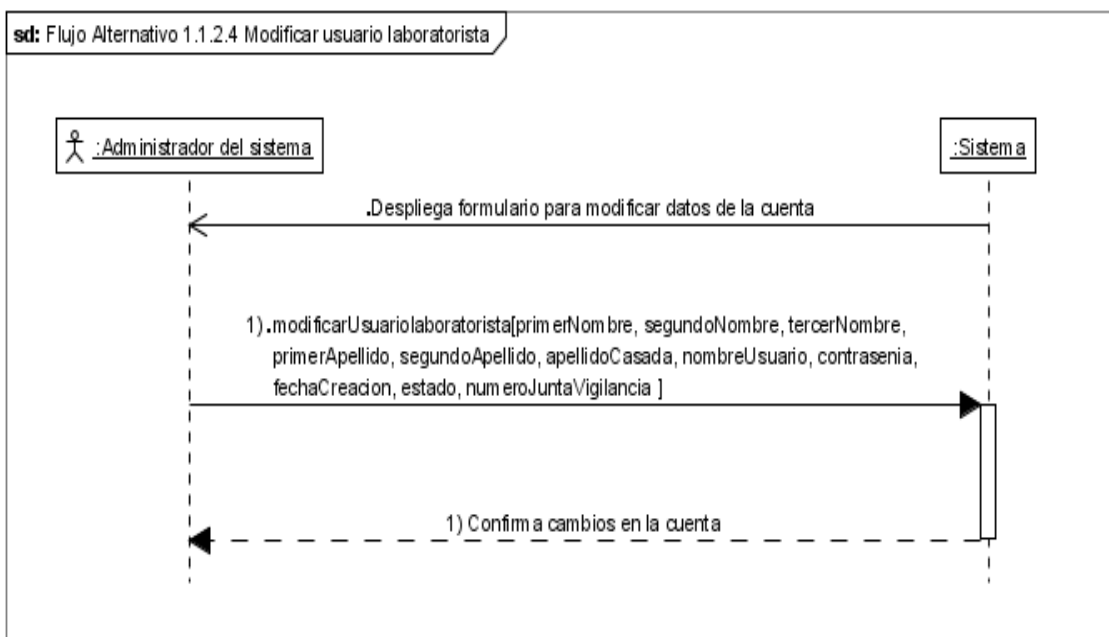 sd: Flujo Alternativo 1.1.2.4 Modificar usuario laboratorista
:Administrador del sistema
:Sistema
.Despliega formulario para modificar datos de la cuenta
1) .modificarUsuariolaboratorista[primerNombre, segundoNombre, tercerNombre,
primerApellido, segundoApellido, apellidoCasada, nombreUsuario, contrasenia,
fechaCreacion, estado, numeroJuntaVigilancia ]
1) Confirma cambios en la cuenta